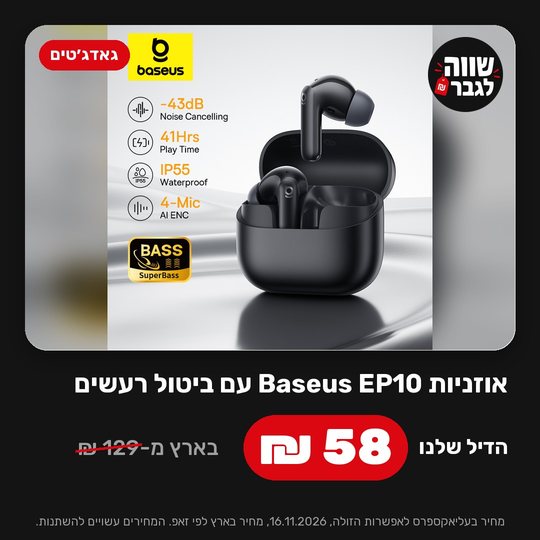 גאדג'טים
baseus
שווה
לגבר
₪
-43dB
Noise Cancelling
41Hrs
Play Time
IP55
IP55
Waterproof
4-Mic
AI ENC
BASS
SuperBass
אוזניות Baseus EP10 עם ביטול רעשים
הדיל שלנו
58 ₪
בארץ מ-129 ₪
מחיר בעליאקספרס לאפשרות הזולה, 16.11.2026, מחיר בארץ לפי זאפ. המחירים עשויים להשתנות.